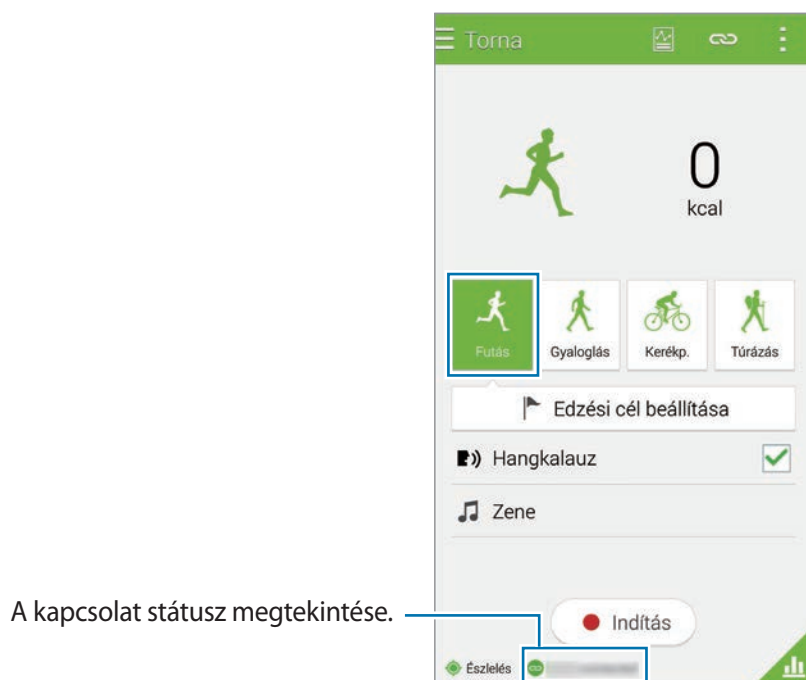 Torna
0
kcal
Futás
Gyaloglás
Kerékp.
Túrázás
Edzési cél beállítása
Hangkalauz
Zene
A kapcsolat státusz megtekintése.
Indítás
Észlelés